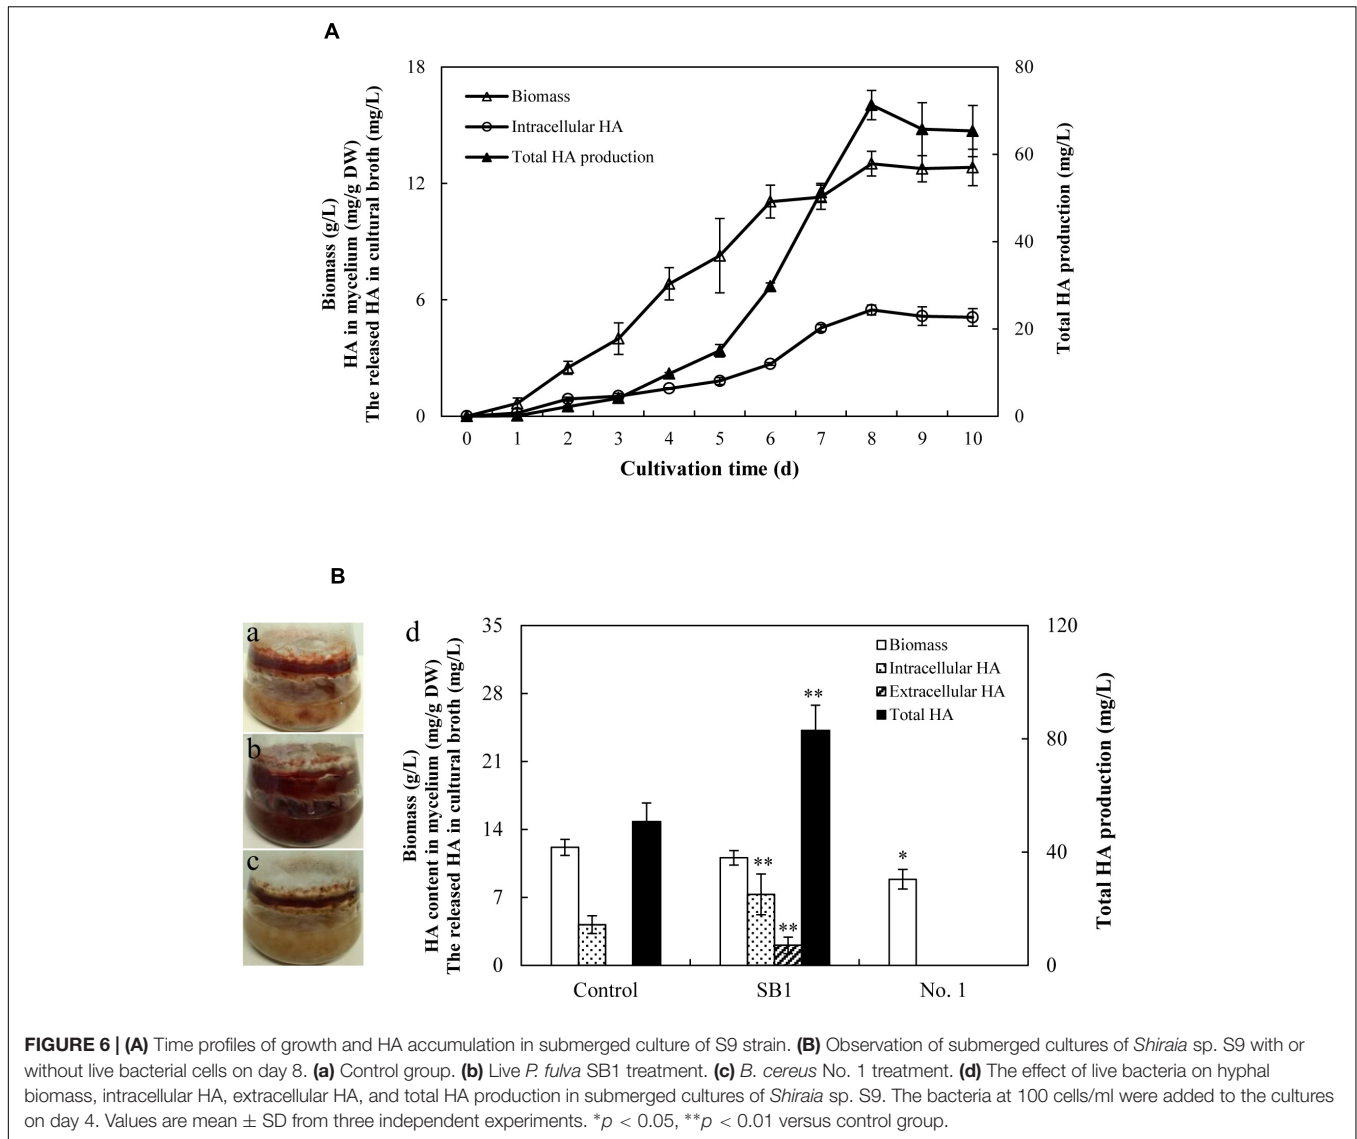 A
18
12
6
0
80
60
40
20
0
Biomass
Intracellular HA
Total HA production
Biomass (g/L)
HA in mycelium (mg/g DW)
The released HA in cultural broth (mg/L)
Total HA production (mg/L)
0 1 2 3 4 5 6 7 8 9 10
Cultivation time (d)
B
a
b
c
d
35
28
21
14
7
0
120
80
40
0
Biomass
Intracellular HA
Extracellular HA
Total HA
**
**
**
*
Biomass (g/L)
HA content in mycelium (mg/g DW)
The released HA in cultural broth (mg/L)
Total HA production (mg/L)
Control SB1 No. 1
FIGURE 6 | (A) Time profiles of growth and HA accumulation in submerged culture of S9 strain. (B) Observation of submerged cultures of Shiraia sp. S9 with or
without live bacterial cells on day 8. (a) Control group. (b) Live P. fulva SB1 treatment. (c) B. cereus No. 1 treatment. (d) The effect of live bacteria on hyphal
biomass, intracellular HA, extracellular HA, and total HA production in submerged cultures of Shiraia sp. S9. The bacteria at 100 cells/ml were added to the cultures
on day 4. Values are mean ± SD from three independent experiments. *p < 0.05, **p < 0.01 versus control group.